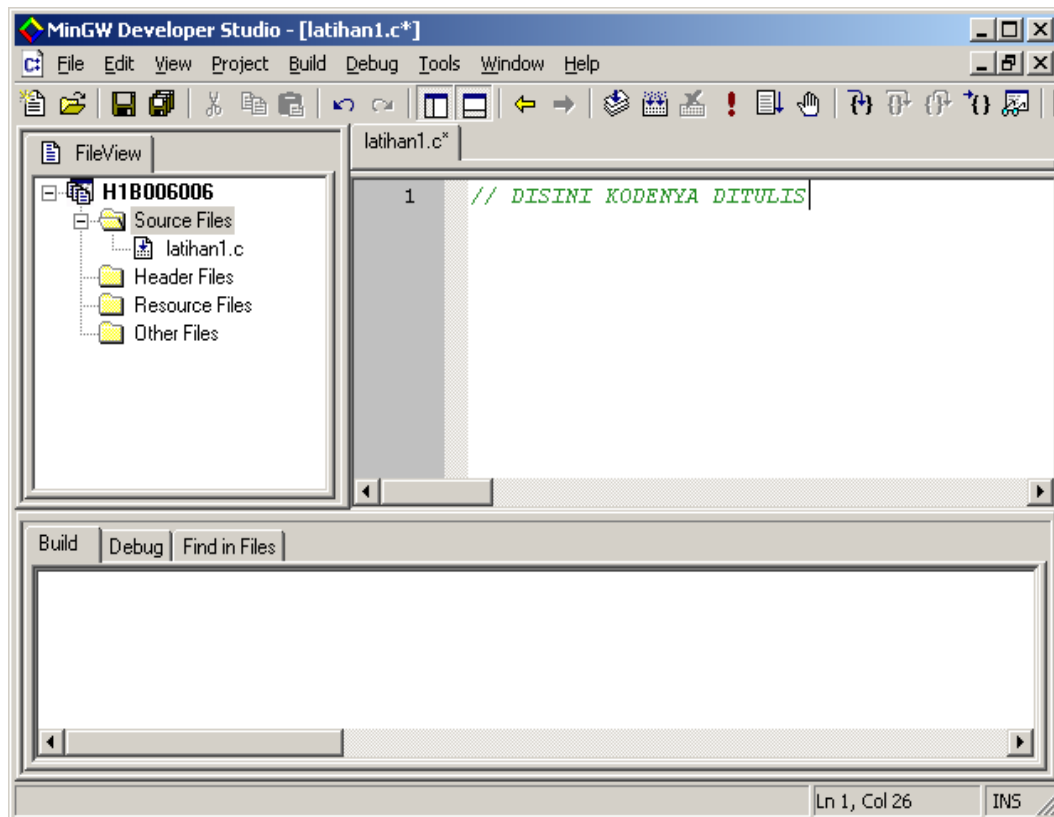 MinGW Developer Studio - [latihan1.c*]
File Edit View Project Build Debug Tools Window Help
FileView
H1B006006
Source Files
latihan1.c
Header Files
Resource Files
Other Files
latihan1.c*
1 // DISINI KODENYA DITULIS
Build Debug Find in Files
Ln 1, Col 26 INS